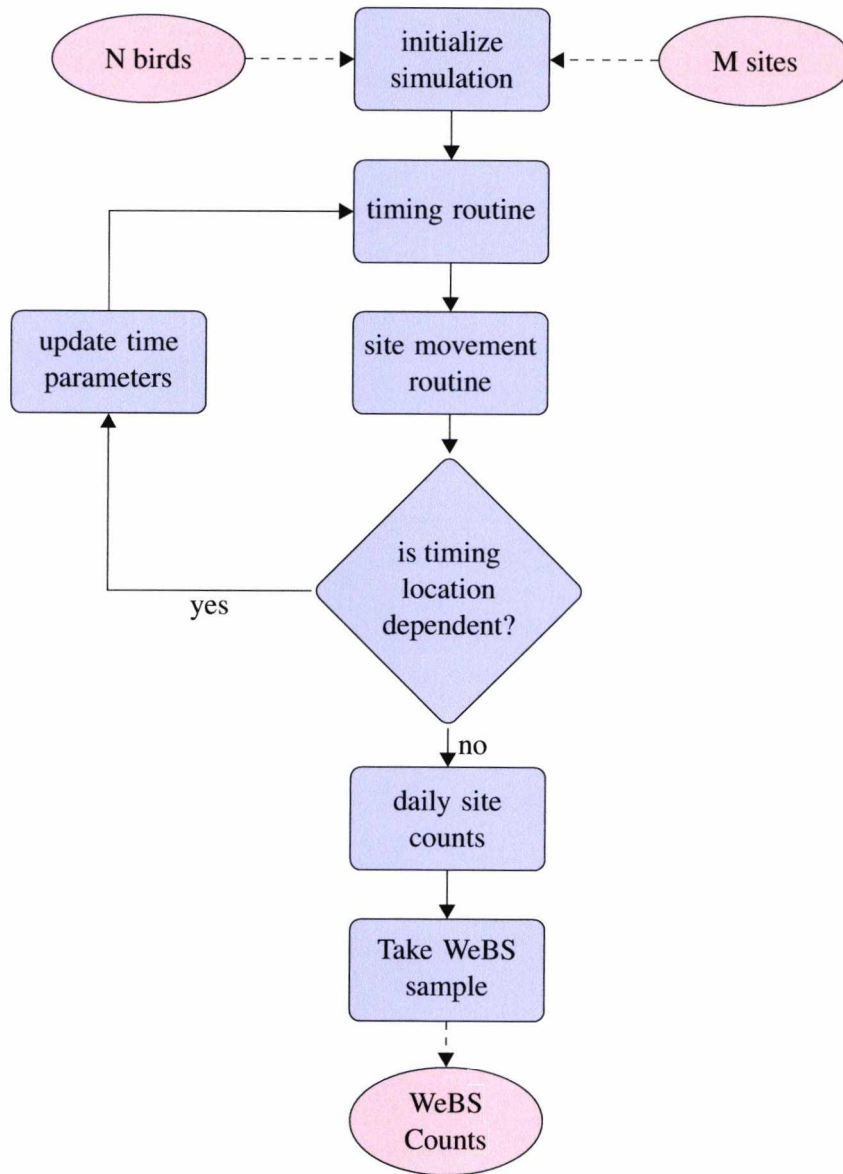 N birds
initialize
simulation
M sites
timing routine
update time
parameters
site movement
routine
is timing
location
dependent?
yes
no
daily site
counts
Take WeBS
sample
WeBS
Counts